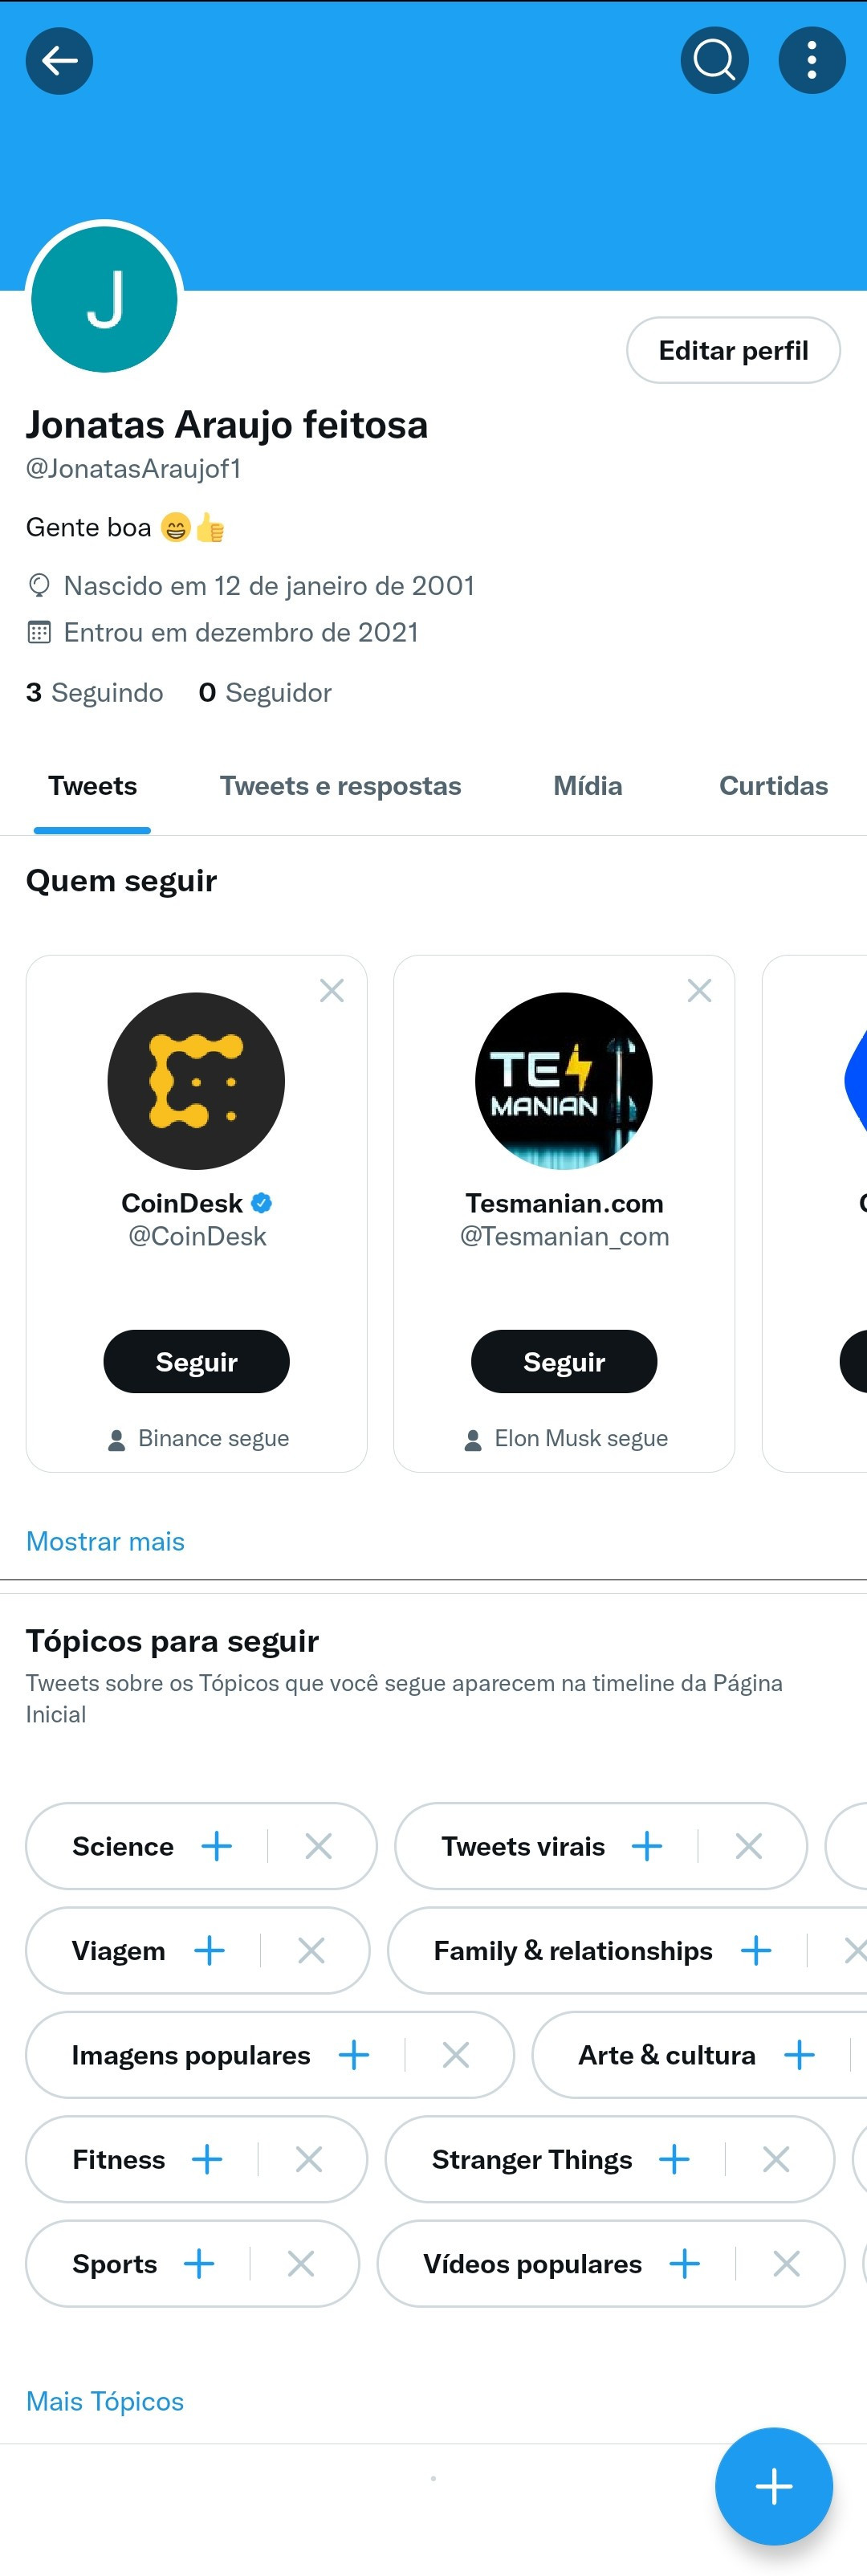 J
Editar perfil
Jonatas Araujo feitosa
@JonatasAraujof1
Gente boa 😁👍
Nascido em 12 de janeiro de 2001
Entrou em dezembro de 2021
3 Seguindo 0 Seguidor
Tweets Tweets e respostas Mídia Curtidas
Quem seguir
TE⚡
MANIAN
CoinDesk Tesmanian.com
@CoinDesk @Tesmanian_com
Seguir Seguir
Binance segue Elon Musk segue
Mostrar mais
Tópicos para seguir
Tweets sobre os Tópicos que você segue aparecem na timeline da Página
Inicial
Science Tweets virais
Viagem Family & relationships
Imagens populares Arte & cultura
Fitness Stranger Things
Sports Vídeos populares
Mais Tópicos